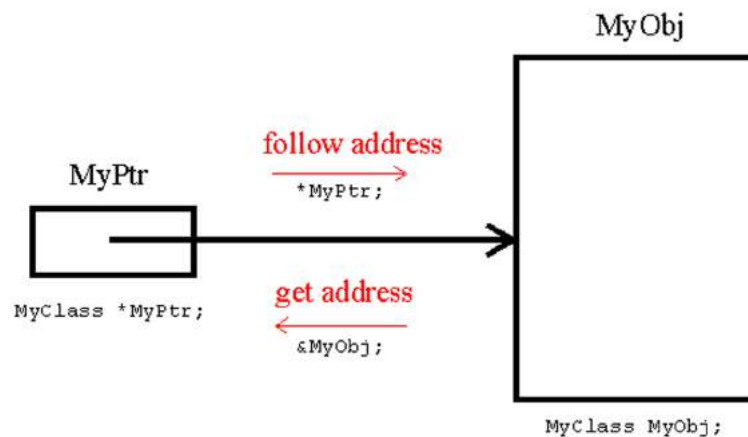 MyObj
follow address
*MyPtr;
MyPtr
MyClass *MyPtr;
get address
&MyObj;
MyClass MyObj;